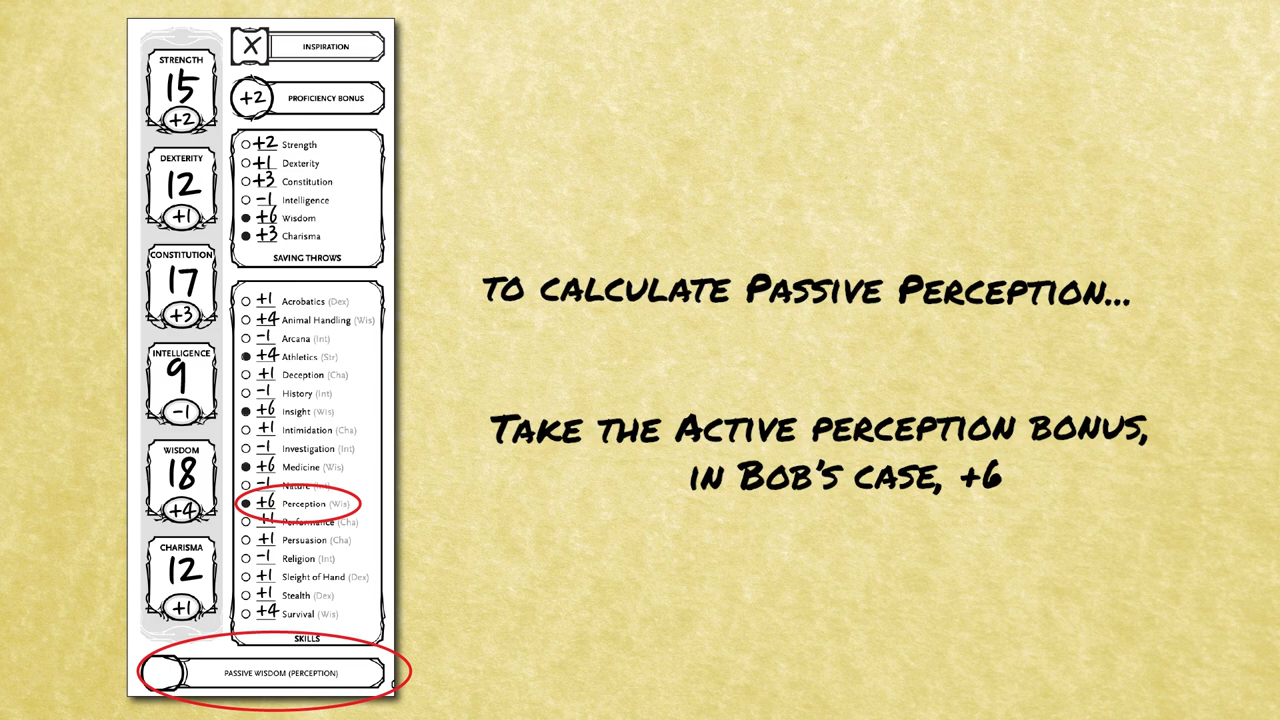 STRENGTH
15
+2
DEXTERITY
12
+1
CONSTITUTION
17
+3
INTELLIGENCE
9
-1
WISDOM
18
+4
CHARISMA
12
+1
X INSPIRATION
+2 PROFICIENCY BONUS
+2 Strength
+1 Dexterity
+3 Constitution
-1 Intelligence
+6 Wisdom
+3 Charisma
SAVING THROWS
+1 Acrobatics (Dex)
+4 Animal Handling (Wis)
-1 Arcana (Int)
+4 Athletics (Str)
+1 Deception (Cha)
-1 History (Int)
+6 Insight (Wis)
+1 Intimidation (Cha)
-1 Investigation (Int)
+6 Medicine (Wis)
-1 Nature (Int)
+6 Perception (Wis)
+1 Performance (Cha)
+1 Persuasion (Cha)
-1 Religion (Int)
+1 Sleight of Hand (Dex)
+1 Stealth (Dex)
+4 Survival (Wis)
SKILLS
PASSIVE WISDOM (PERCEPTION)
TO CALCULATE PASSIVE PERCEPTION...
TAKE THE ACTIVE PERCEPTION BONUS,
IN BOB'S CASE, +6